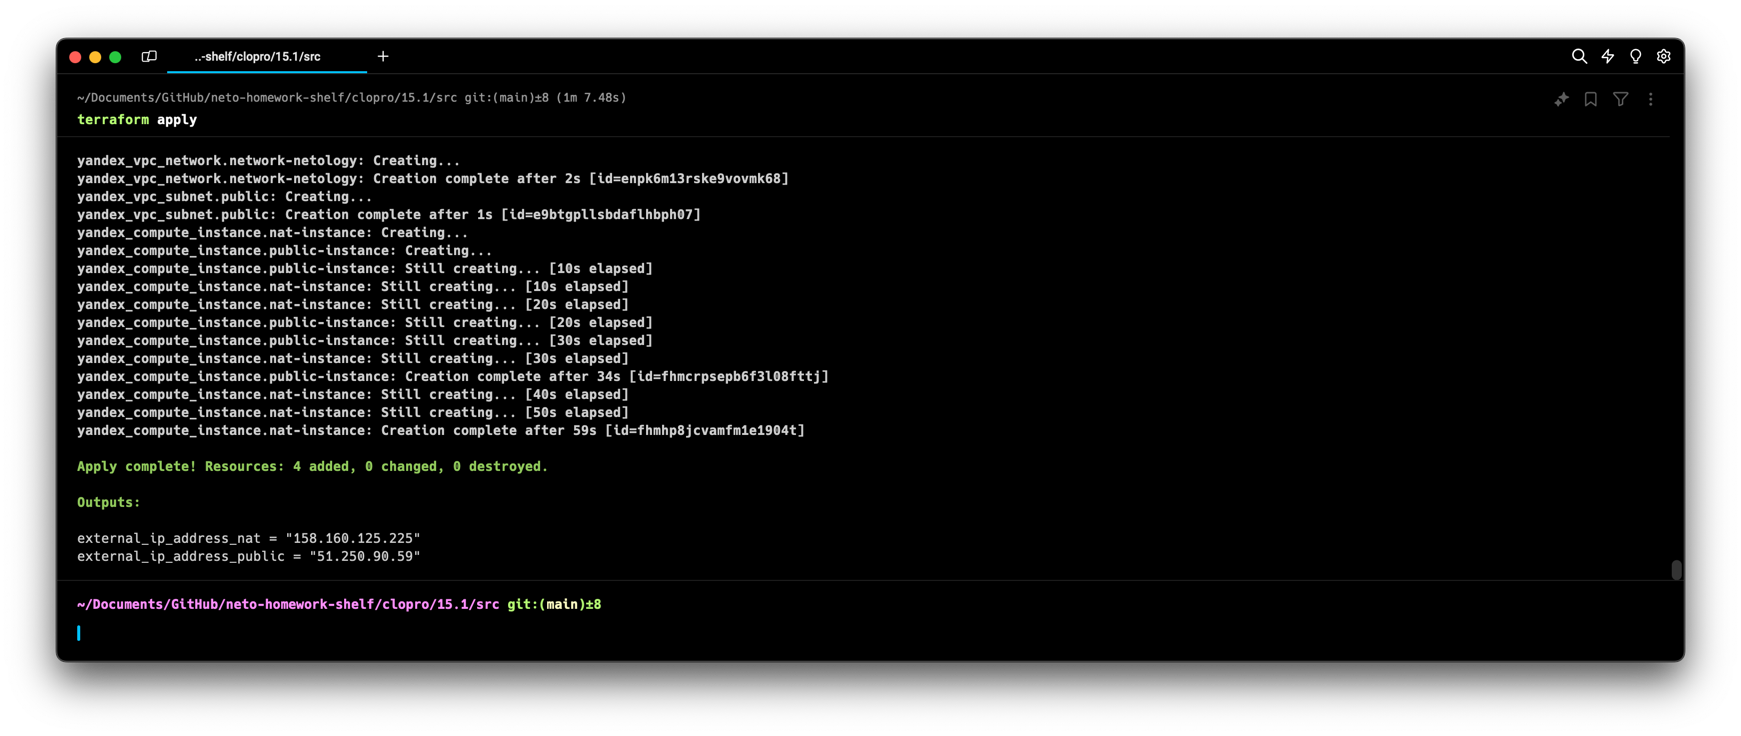 ..-shelf/clopro/15.1/src
~/Documents/GitHub/neto-homework-shelf/clopro/15.1/src git:(main)±8 (1m 7.48s)
terraform apply
yandex_vpc_network.network-netology: Creating...
yandex_vpc_network.network-netology: Creation complete after 2s [id=enpk6m13rske9vovmk68]
yandex_vpc_subnet.public: Creating...
yandex_vpc_subnet.public: Creation complete after 1s [id=e9btgpllsbdaflhbph07]
yandex_compute_instance.nat-instance: Creating...
yandex_compute_instance.public-instance: Creating...
yandex_compute_instance.public-instance: Still creating... [10s elapsed]
yandex_compute_instance.nat-instance: Still creating... [10s elapsed]
yandex_compute_instance.nat-instance: Still creating... [20s elapsed]
yandex_compute_instance.public-instance: Still creating... [20s elapsed]
yandex_compute_instance.public-instance: Still creating... [30s elapsed]
yandex_compute_instance.nat-instance: Still creating... [30s elapsed]
yandex_compute_instance.public-instance: Creation complete after 34s [id=fhmcrpsepb6f3l08fttj]
yandex_compute_instance.nat-instance: Still creating... [40s elapsed]
yandex_compute_instance.nat-instance: Still creating... [50s elapsed]
yandex_compute_instance.nat-instance: Creation complete after 59s [id=fhmhp8jcvamfm1e1904t]
Apply complete! Resources: 4 added, 0 changed, 0 destroyed.
Outputs:
external_ip_address_nat = "158.160.125.225"
external_ip_address_public = "51.250.90.59"
~/Documents/GitHub/neto-homework-shelf/clopro/15.1/src git:(main)±8